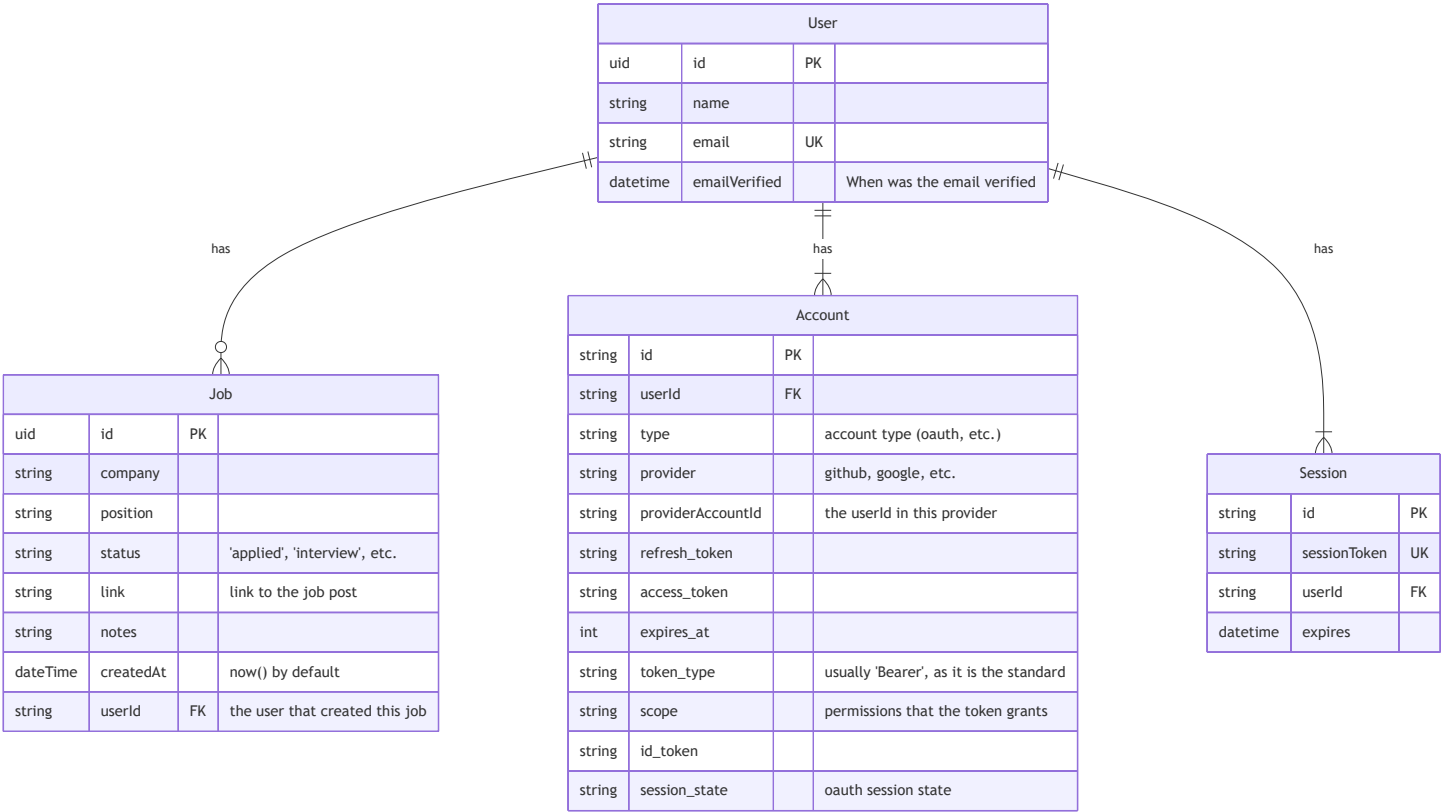 User
uid id PK
string name
string email UK
datetime emailVerified When was the email verified
has
has
has
Job
uid id PK
string company
string position
string status 'applied', 'interview', etc.
string link link to the job post
string notes
dateTime createdAt now() by default
string userId FK the user that created this job
Account
string id PK
string userId FK
string type account type (oauth, etc.)
string provider github, google, etc.
string providerAccountId the userId in this provider
string refresh_token
string access_token
int expires_at
string token_type usually 'Bearer', as it is the standard
string scope permissions that the token grants
string id_token
string session_state oauth session state
Session
string id PK
string sessionToken UK
string userId FK
datetime expires